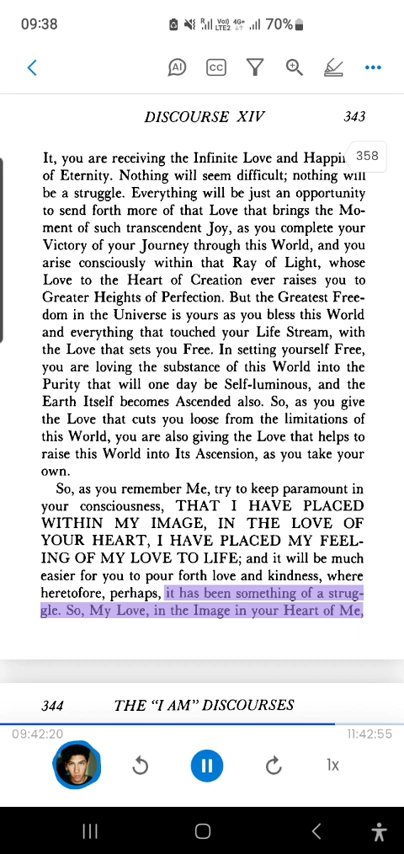 09:38
VoLTE2 4G+ 70%
AI CC
DISCOURSE XIV 343
358
It, you are receiving the Infinite Love and Happi-
of Eternity. Nothing will seem difficult; nothing will
be a struggle. Everything will be just an opportunity
to send forth more of that Love that brings the Mo-
ment of such transcendent Joy, as you complete your
Victory of your Journey through this World, and you
arise consciously within that Ray of Light, whose
Love to the Heart of Creation ever raises you to
Greater Heights of Perfection. But the Greatest Free-
dom in the Universe is yours as you bless this World
and everything that touched your Life Stream, with
the Love that sets you Free. In setting yourself Free,
you are loving the substance of this World into the
Purity that will one day be Self-luminous, and the
Earth Itself becomes Ascended also. So, as you give
the Love that cuts you loose from the limitations of
this World, you are also giving the Love that helps to
raise this World into Its Ascension, as you take your
own.
So, as you remember Me, try to keep paramount in
your consciousness, THAT I HAVE PLACED
WITHIN MY IMAGE, IN THE LOVE OF
YOUR HEART, I HAVE PLACED MY FEEL-
ING OF MY LOVE TO LIFE; and it will be much
easier for you to pour forth love and kindness, where
heretofore, perhaps, it has been something of a strug-
gle. So, My Love, in the Image in your Heart of Me,
344 THE "I AM" DISCOURSES
09:42:20 11:42:55
1x